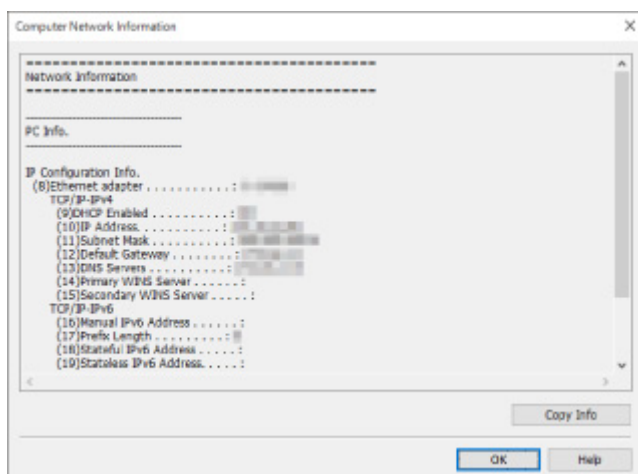 Computer Network Information
==========================================
Network Information
==========================================
----------------------------------------
PC Info.
----------------------------------------
IP Configuration Info.
(8)Ethernet adapter . . . . . . . . . . . :
TCP/IP-IPv4
(9)DHCP Enabled . . . . . . . . . . :
(10)IP Address. . . . . . . . . . . :
(11)Subnet Mask . . . . . . . . . . :
(12)Default Gateway . . . . . . . . :
(13)DNS Servers . . . . . . . . . . :
(14)Primary WINS Server . . . . . . :
(15)Secondary WINS Server . . . . . :
TCP/IP-IPv6
(16)Manual IPv6 Address . . . . . . :
(17)Prefix Length . . . . . . . . . :
(18)Stateful IPv6 Address . . . . . :
(19)Stateless IPv6 Address. . . . . :
Copy Info
OK
Help